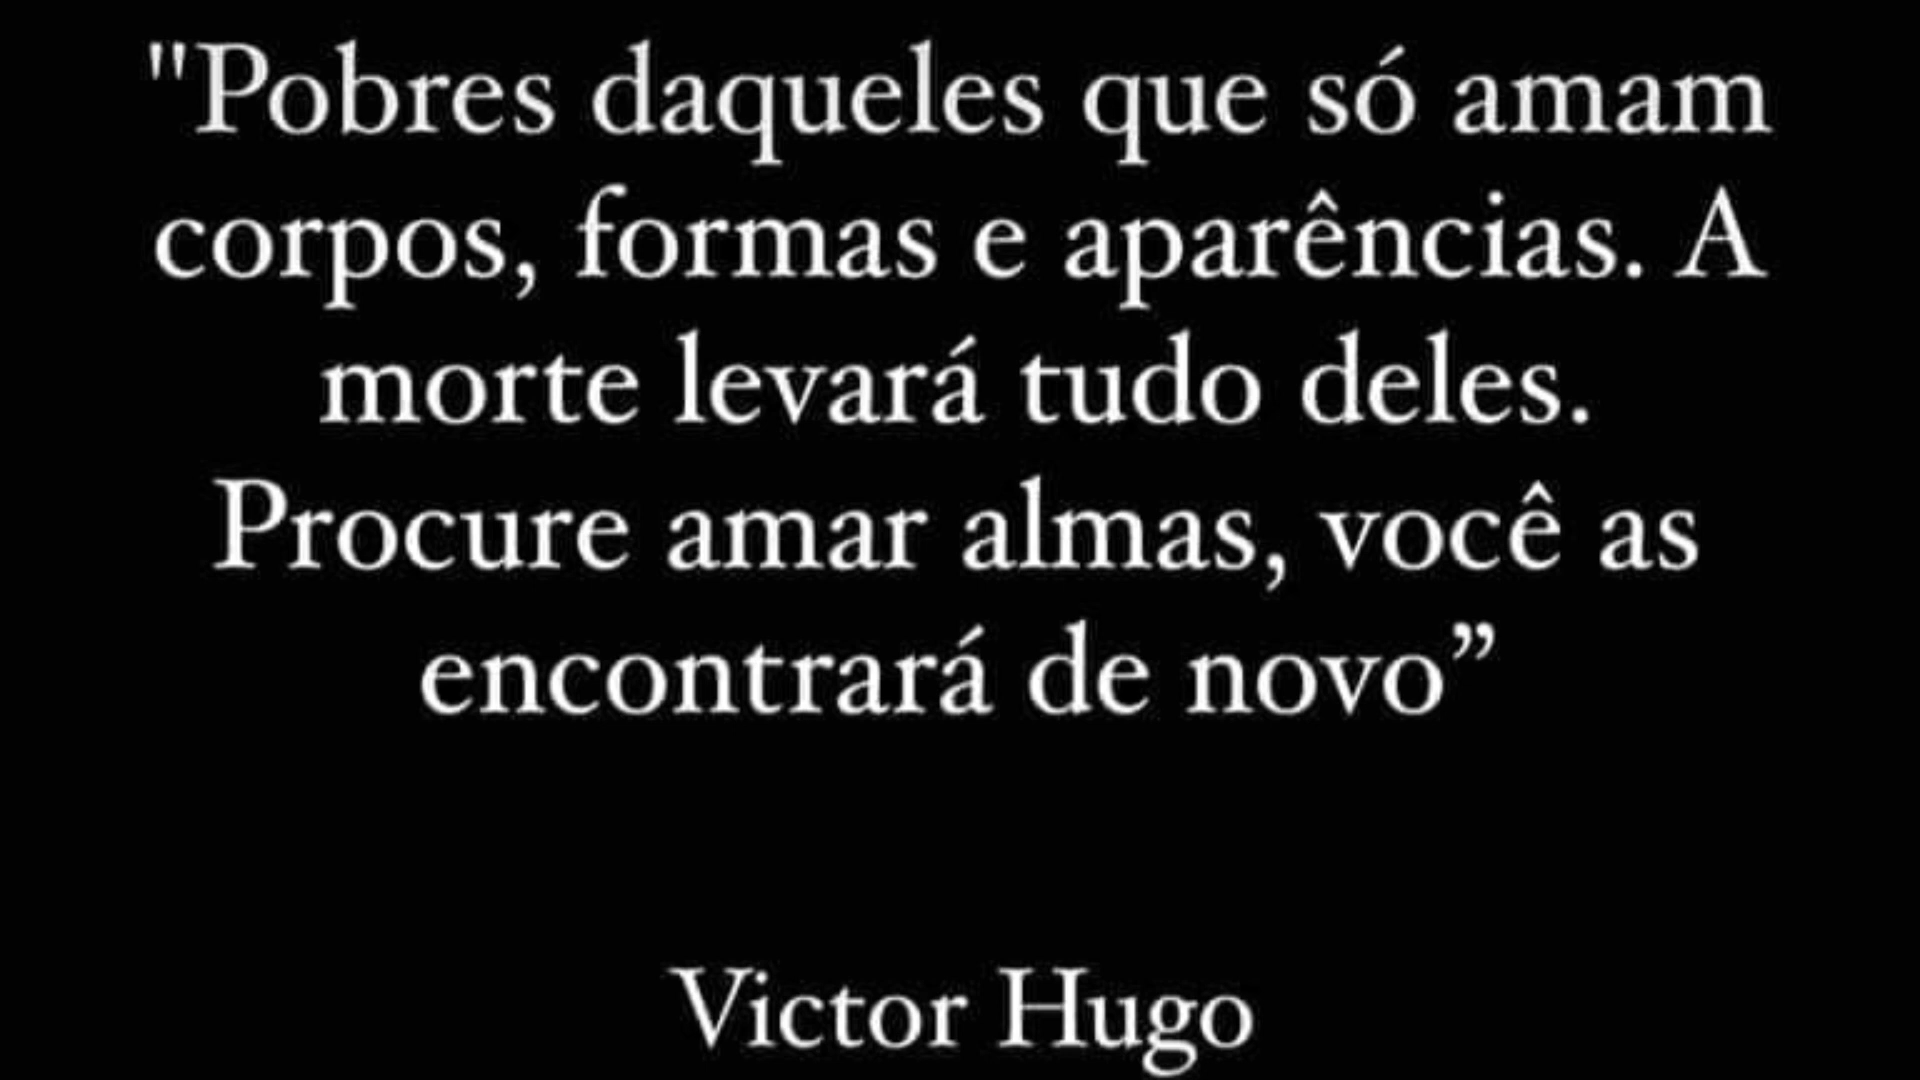 "Pobres daqueles que só amam
corpos, formas e aparências. A
morte levará tudo deles.
Procure amar almas, você as
encontrará de novo”
Victor Hugo